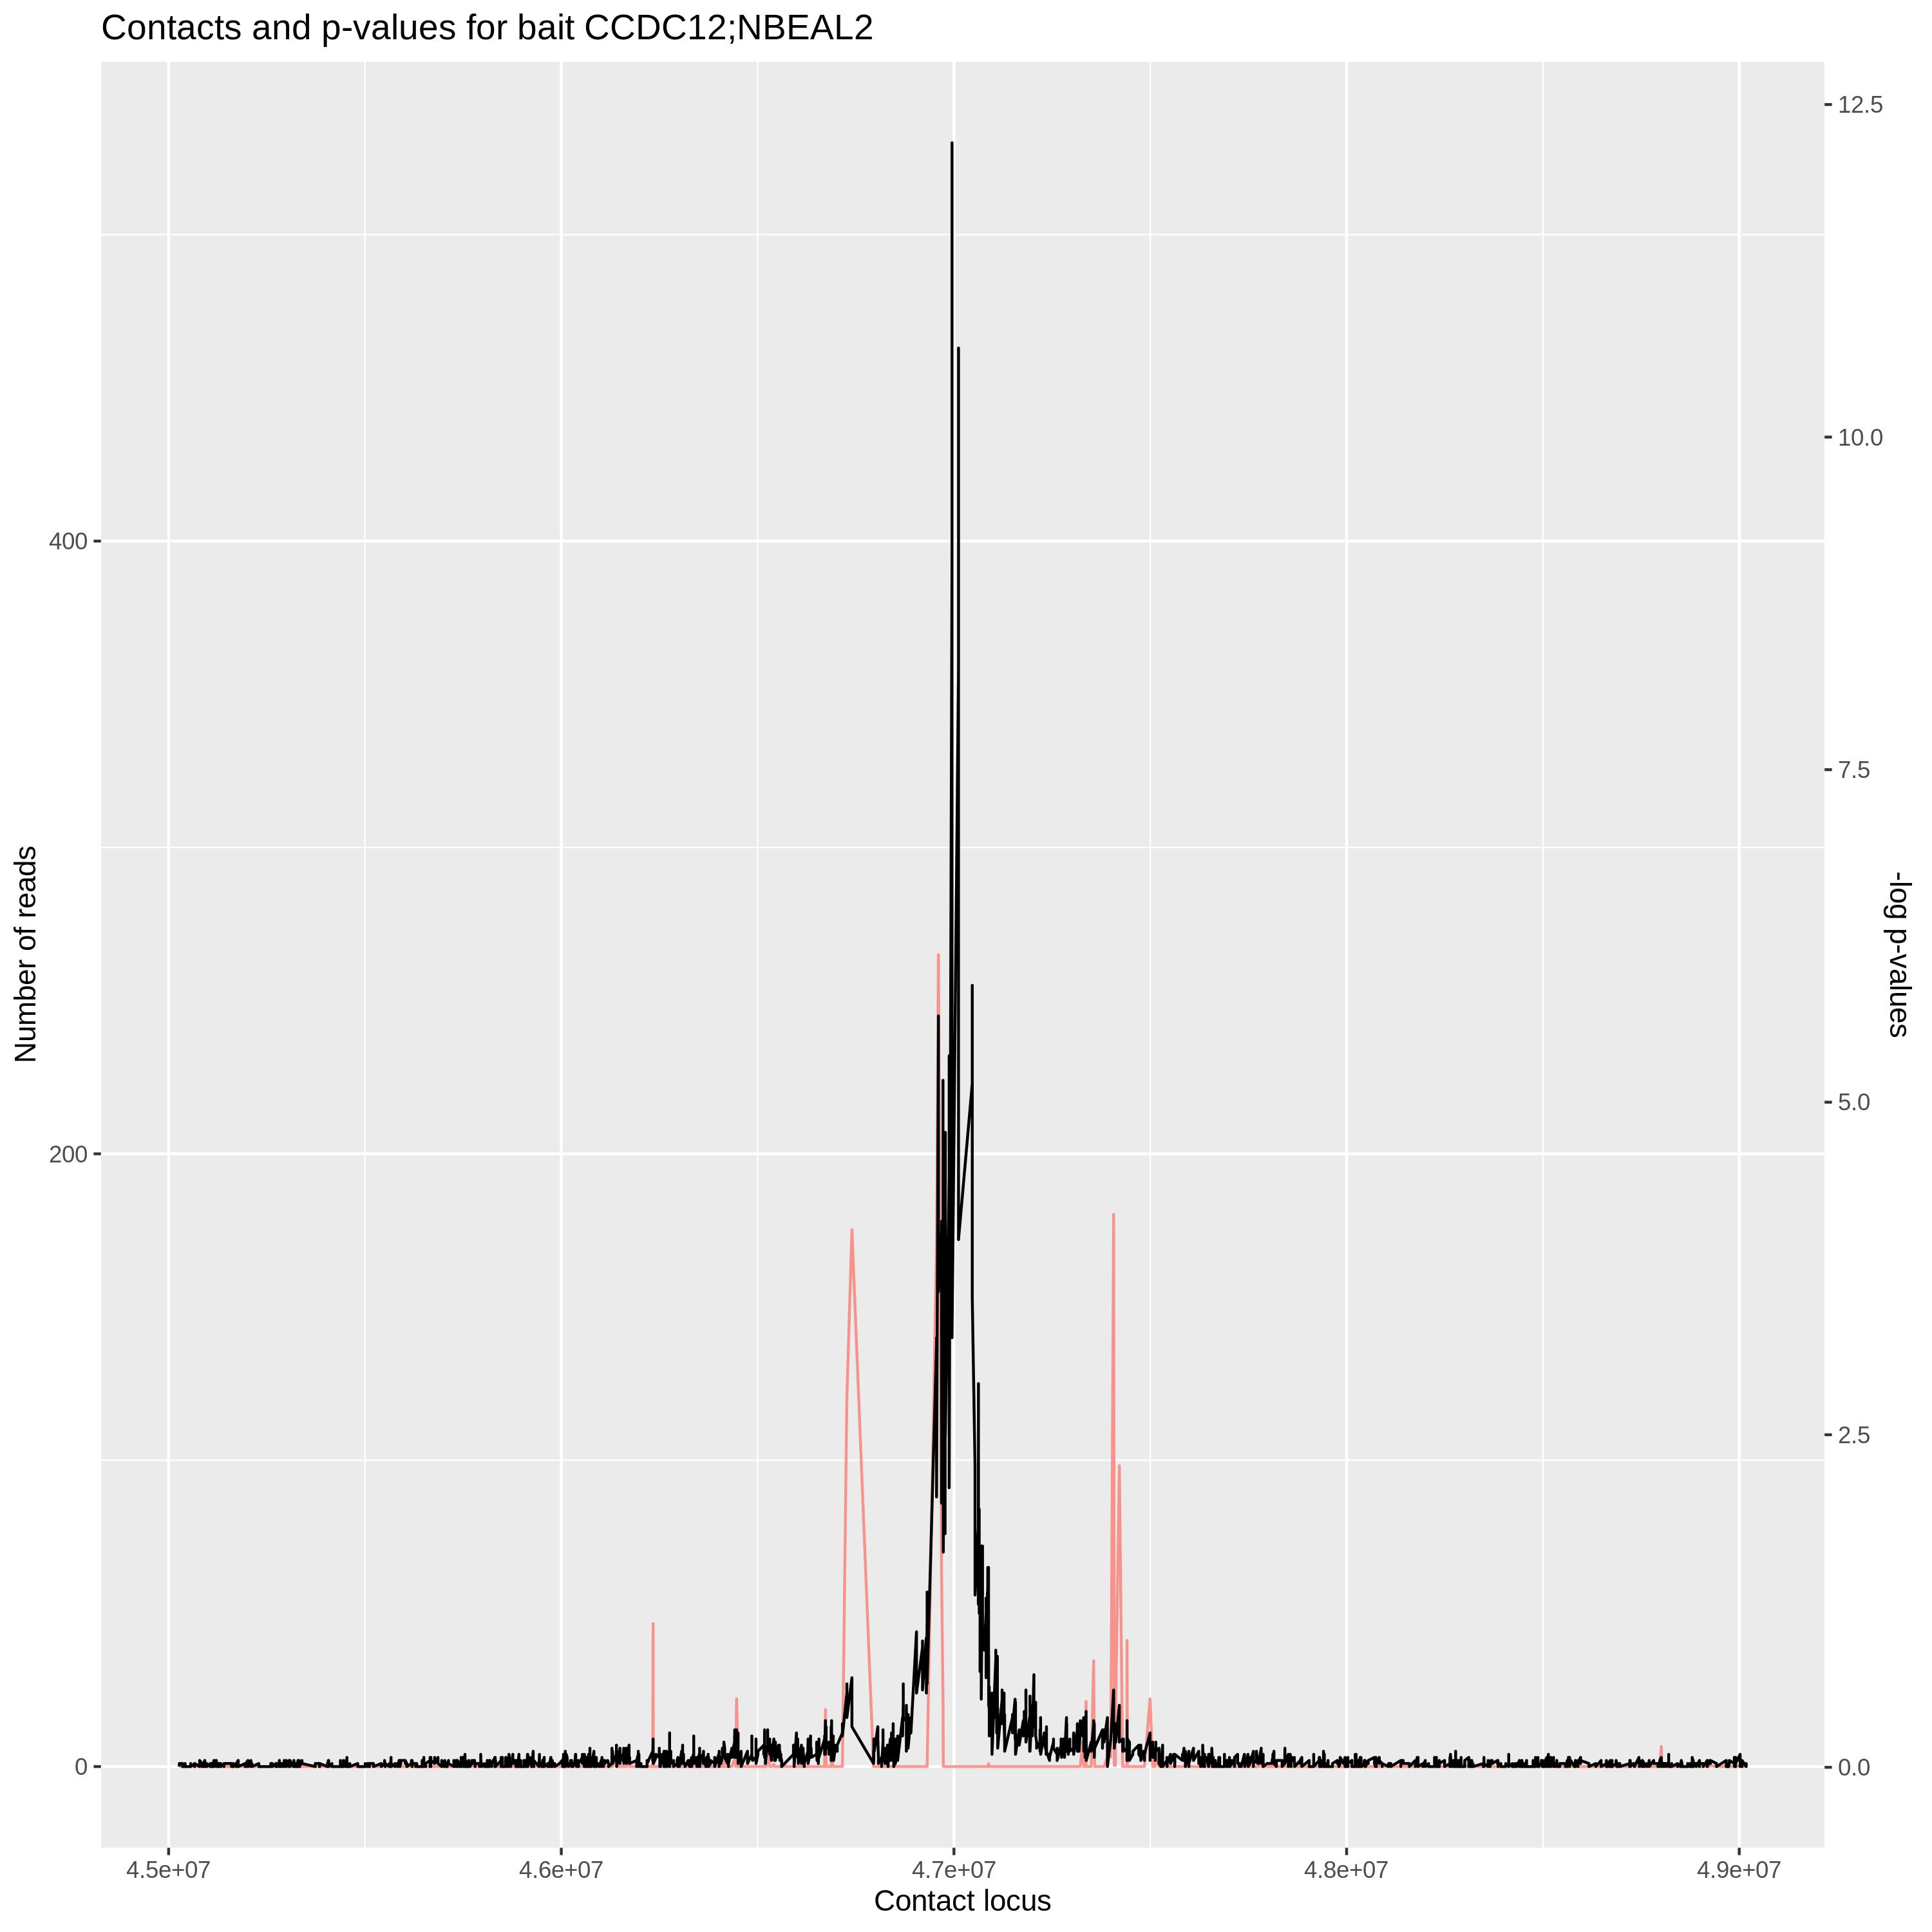 Contacts and p-values for bait CCDC12;NBEAL2
Number of reads
400
200
0
12.5
10.0
7.5
5.0
2.5
0.0
-log p-values
4.5e+07 4.6e+07 4.7e+07 4.8e+07 4.9e+07
Contact locus